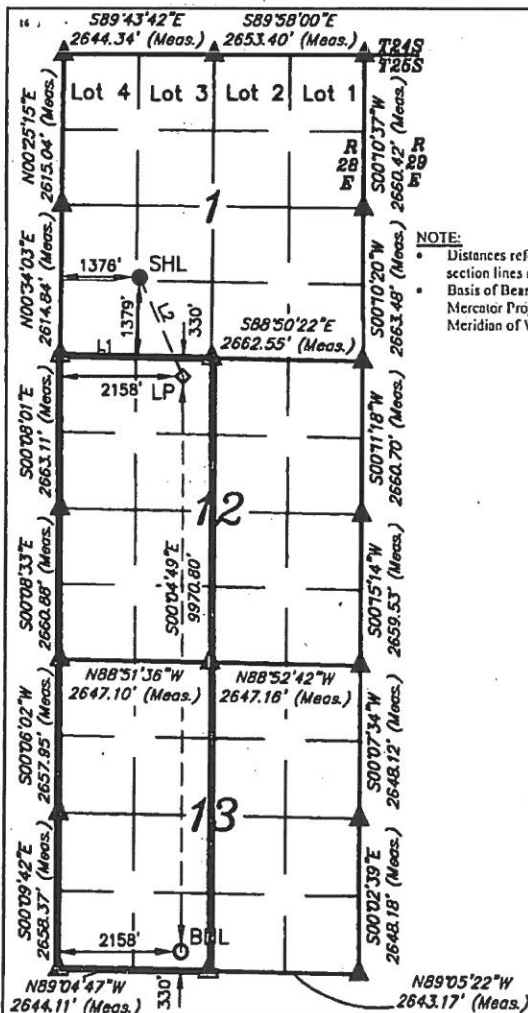 16
S89°43'42"E
2644.34' (Meas.)
S89°58'00"E
2653.40' (Meas.)
T24S
T25S
Lot 4
Lot 3
Lot 2
Lot 1
N00°25'15"E
2615.04' (Meas.)
R
28
E
S00°10'37"W
2660.42' (Meas.)
R
29
E
1
1376'
SHL
NOTE:
• Distances ref
section lines
• Basis of Bear
Mercator Proj
Meridian of
N00°34'03"E
2614.84' (Meas.)
1379'
L2
330'
S00°10'20"W
2663.48' (Meas.)
L1
S88°50'22"E
2662.55' (Meas.)
2158'
LP
S00°08'01"E
2663.11' (Meas.)
S00°11'18"W
2660.70' (Meas.)
12
S00°04'49"E
9970.80'
S00°08'33"E
2660.88' (Meas.)
S00°15'14"W
2659.53' (Meas.)
N88°51'36"W
2647.10' (Meas.)
N88°52'42"W
2647.16' (Meas.)
S00°06'02"W
2657.95' (Meas.)
S00°07'34"W
2648.12' (Meas.)
13
S00°09'42"E
2658.37' (Meas.)
S00°02'39"E
2648.18' (Meas.)
2158'
BHL
N89°04'47"W
2644.11' (Meas.)
330'
N89°05'22"W
2643.17' (Meas.)